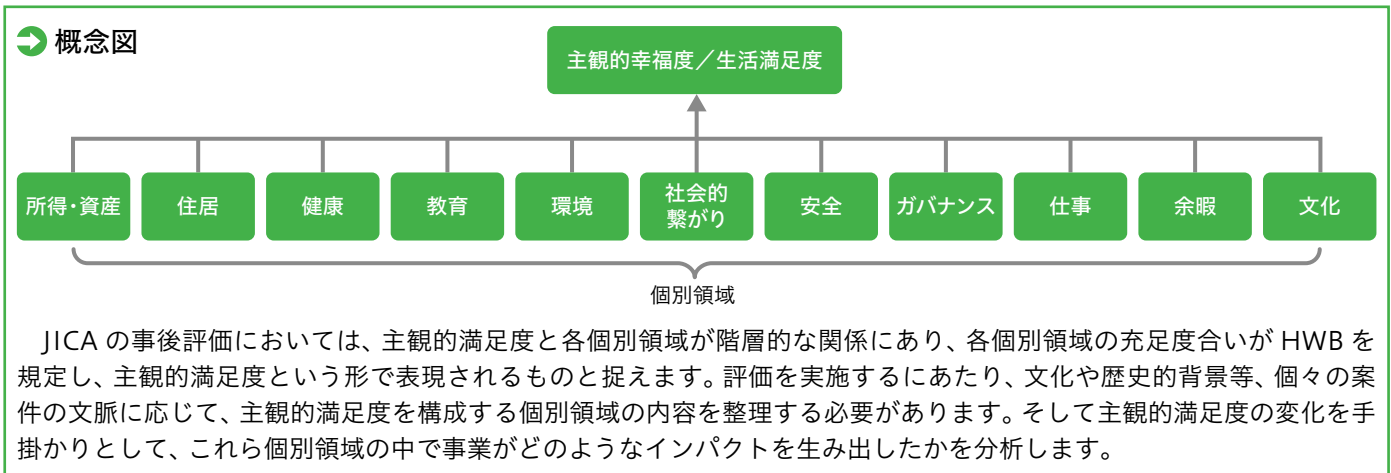 概念図
主観的幸福度／生活満足度
所得・資産
住居
健康
教育
環境
社会的
繋がり
安全
ガバナンス
仕事
余暇
文化
個別領域
JICA の事後評価においては、主観的満足度と各個別領域が階層的な関係にあり、各個別領域の充足度合いが HWB を
規定し、主観的満足度という形で表現されるものと捉えます。評価を実施するにあたり、文化や歴史的背景等、個々の案
件の文脈に応じて、主観的満足度を構成する個別領域の内容を整理する必要があります。そして主観的満足度の変化を手
掛かりとして、これら個別領域の中で事業がどのようなインパクトを生み出したかを分析します。